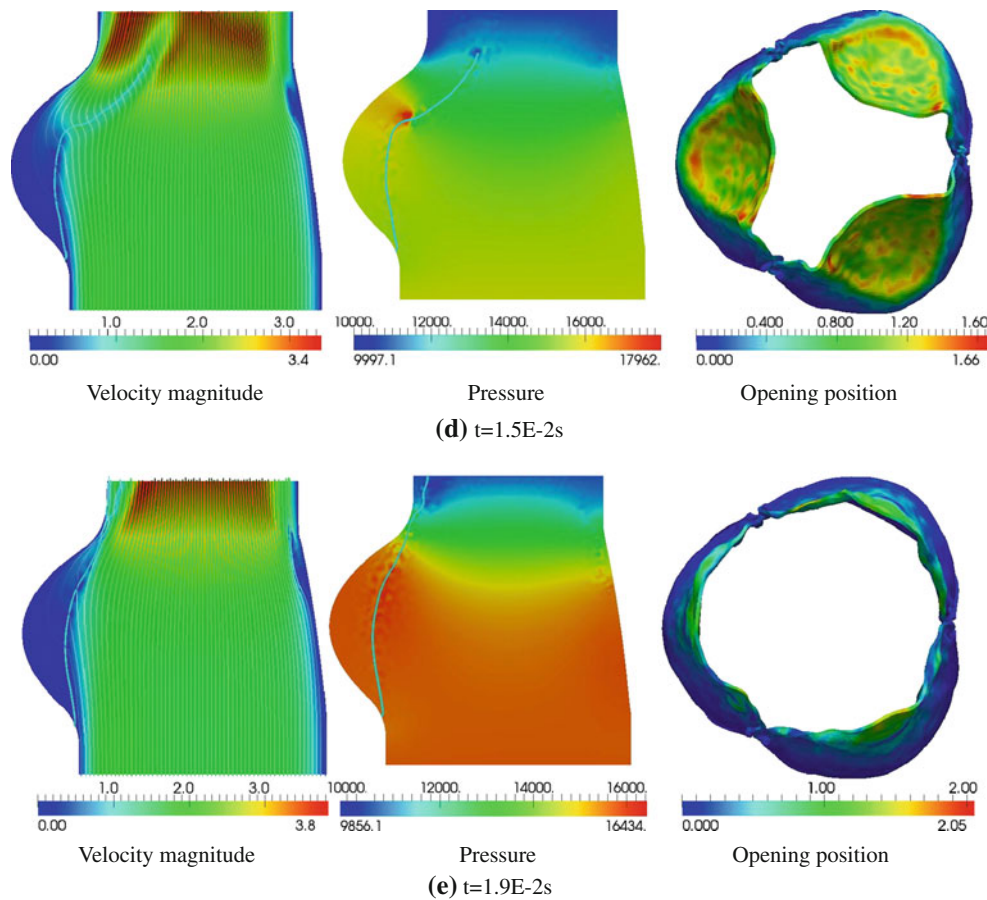 1.0 2.0 3.0
0.00 3.4
10000. 12000. 14000. 16000.
9997.1 17962.
0.400 0.800 1.20 1.60
0.000 1.66
Velocity magnitude Pressure Opening position
(d) t=1.5E-2s
1.0 2.0 3.0
0.00 3.8
10000. 12000. 14000. 16000.
9856.1 16434.
1.00 2.00
0.000 2.05
Velocity magnitude Pressure Opening position
(e) t=1.9E-2s